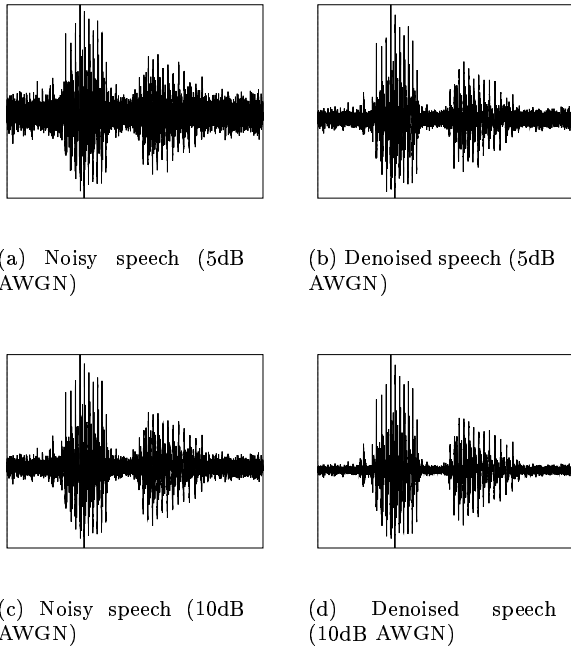 (a) Noisy speech (5dB
AWGN)
(b) Denoised speech (5dB
AWGN)
(c) Noisy speech (10dB
AWGN)
(d) Denoised speech
(10dB AWGN)